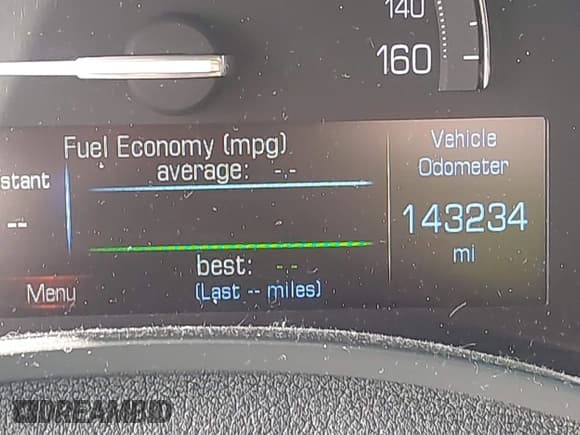 140
160
Fuel Economy (mpg)
average: -.-
stant
--
best: -.-
(Last -- miles)
Menu
Vehicle
Odometer
143234
mi
DREAMBID